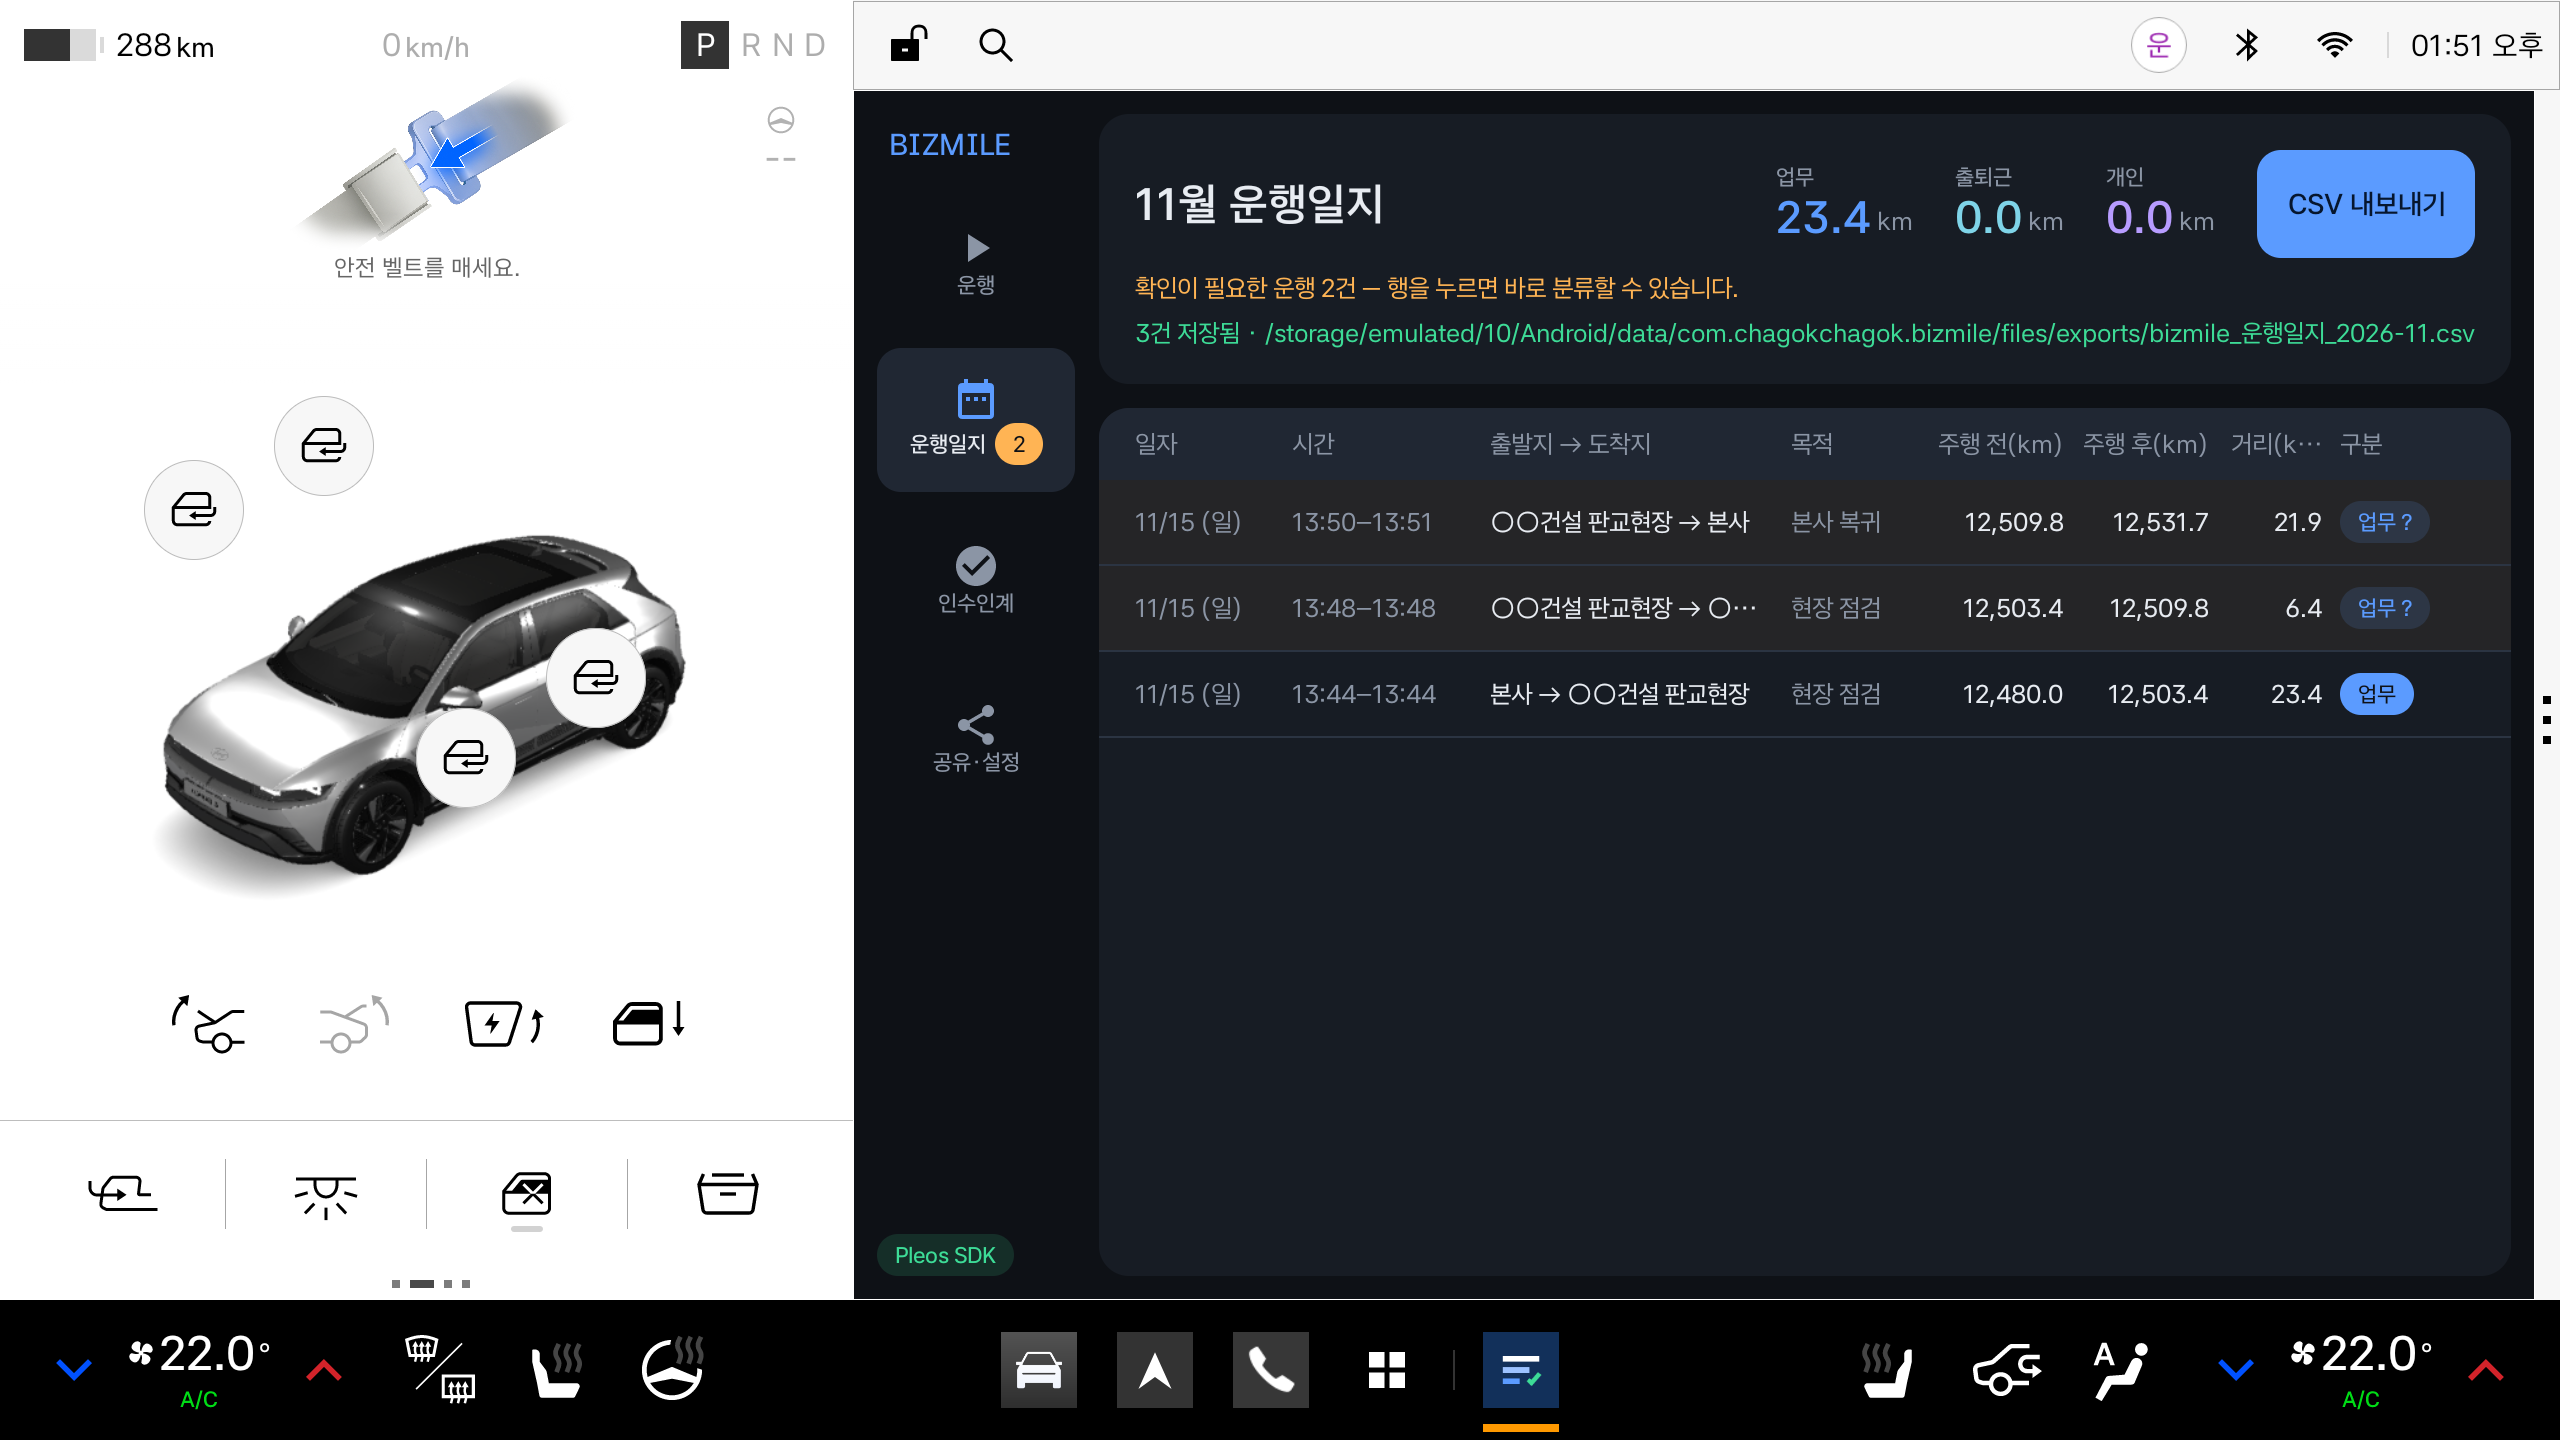 288 km
0 km/h
P R N D
안전 벨트를 매세요.
A/C
22.0°
운
01:51 오후
BIZMILE
운행
운행일지 2
인수인계
공유·설정
Pleos SDK
11월 운행일지
업무
23.4 km
출퇴근
0.0 km
개인
0.0 km
CSV 내보내기
확인이 필요한 운행 2건 — 행을 누르면 바로 분류할 수 있습니다.
3건 저장됨 · /storage/emulated/10/Android/data/com.chagokchagok.bizmile/files/exports/bizmile_운행일지_2026-11.csv
일자 시간 출발지 → 도착지 목적 주행 전(km) 주행 후(km) 거리(k… 구분
11/15 (일) 13:50–13:51 〇〇건설 판교현장 → 본사 본사 복귀 12,509.8 12,531.7 21.9 업무 ?
11/15 (일) 13:48–13:48 〇〇건설 판교현장 → 〇… 현장 점검 12,503.4 12,509.8 6.4 업무 ?
11/15 (일) 13:44–13:44 본사 → 〇〇건설 판교현장 현장 점검 12,480.0 12,503.4 23.4 업무
A
22.0°
A/C